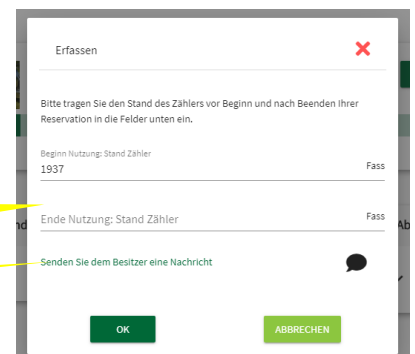 Erfassen
Bitte tragen Sie den Stand des Zählers vor Beginn und nach Beenden Ihrer
Reservation in die Felder unten ein.
Beginn Nutzung: Stand Zähler
1937 Fass
Ende Nutzung: Stand Zähler Fass
Senden Sie dem Besitzer eine Nachricht
OK ABBRECHEN